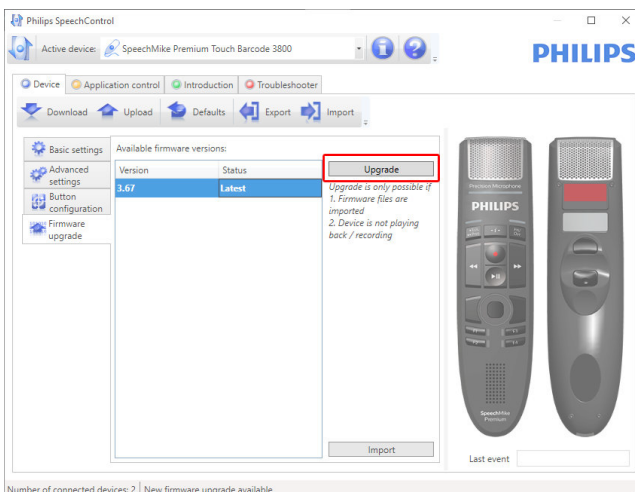 Philips SpeechControl
Active device: SpeechMike Premium Touch Barcode 3800
PHILIPS
Device Application control Introduction Troubleshooter
Download Upload Defaults Export Import
Basic settings
Advanced
settings
Button
configuration
Firmware
upgrade
Available firmware versions:
Version Status
3.67 Latest
Upgrade
Upgrade is only possible if
1. Firmware files are
imported
2. Device is not playing
back / recording
Import
Precision Microphone
PHILIPS
SpeechMike
Premium
Last event
Number of connected devices: 2 New firmware upgrade available